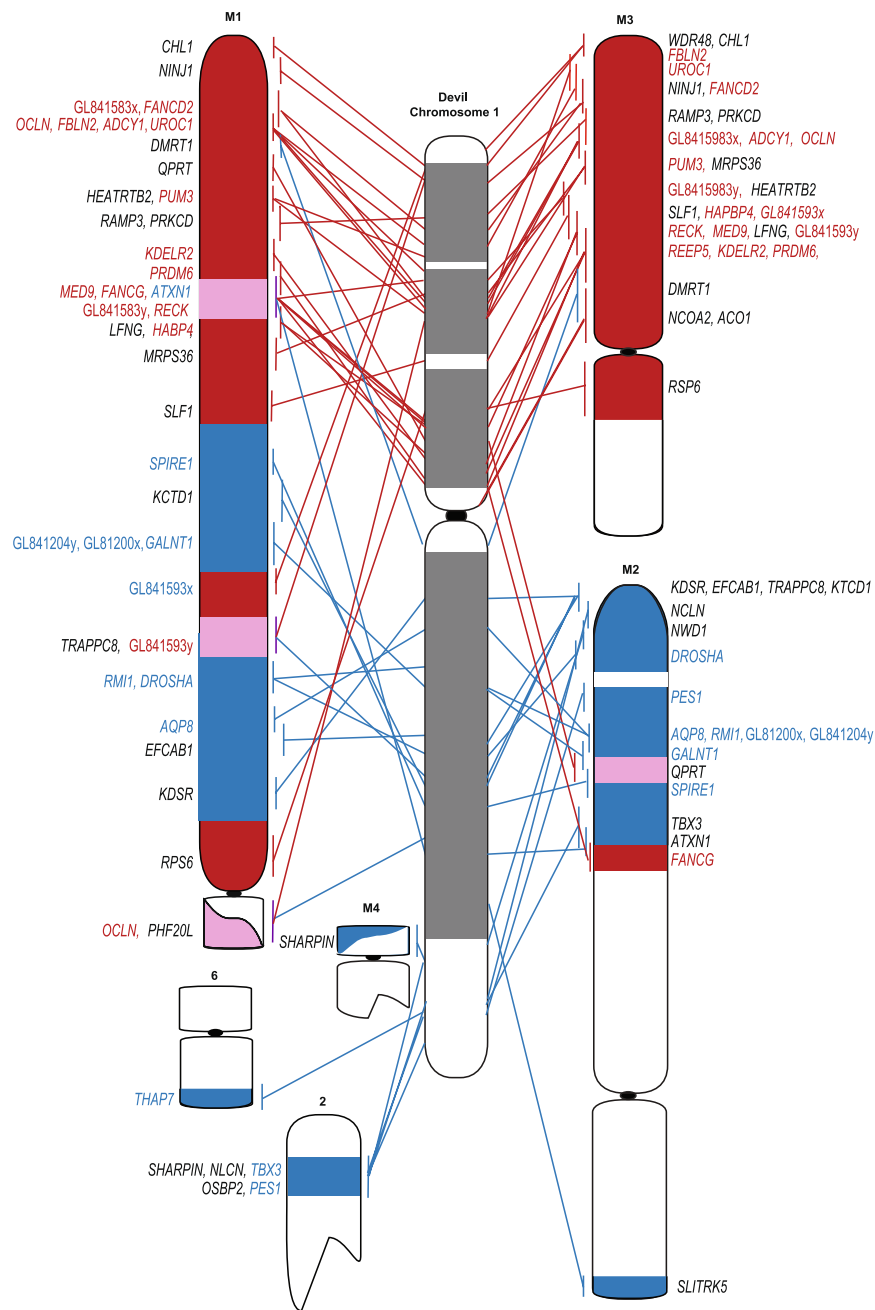 M1
CHL1
NINJ1
GL841583x, FANCD2
OCLN, FBLN2, ADCY1, UROC1
DMRT1
QPRT
HEATRTB2, PUM3
RAMP3, PRKCD
KDELR2
PRDM6
MED9, FANCG, ATXN1
GL841583y, RECK
LFNG, HABP4
MRPS36
SLF1
SPIRE1
KCTD1
GL841204y, GL81200x, GALNT1
GL841593x
TRAPPC8, GL841593y
RMI1, DROSHA
AQP8
EFCAB1
KDSR
RPS6
OCLN, PHF20L
Devil
Chromosome 1
M3
WDR48, CHL1
FBLN2
UROC1
NINJ1, FANCD2
RAMP3, PRKCD
GL8415983x, ADCY1, OCLN
PUM3, MRPS36
GL8415983y, HEATRTB2
SLF1, HAPBP4, GL841593x
RECK, MED9, LFNG, GL841593y
REEP5, KDELR2, PRDM6,
DMRT1
NCOA2, ACO1
RSP6
M2
KDSR, EFCAB1, TRAPPC8, KTCD1
NCLN
NWD1
DROSHA
PES1
AQP8, RMI1, GL81200x, GL841204y
GALNT1
QPRT
SPIRE1
TBX3
ATXN1
FANCG
SLITRK5
M4
SHARPIN
6
THAP7
2
SHARPIN, NLCN, TBX3
OSBP2, PES1